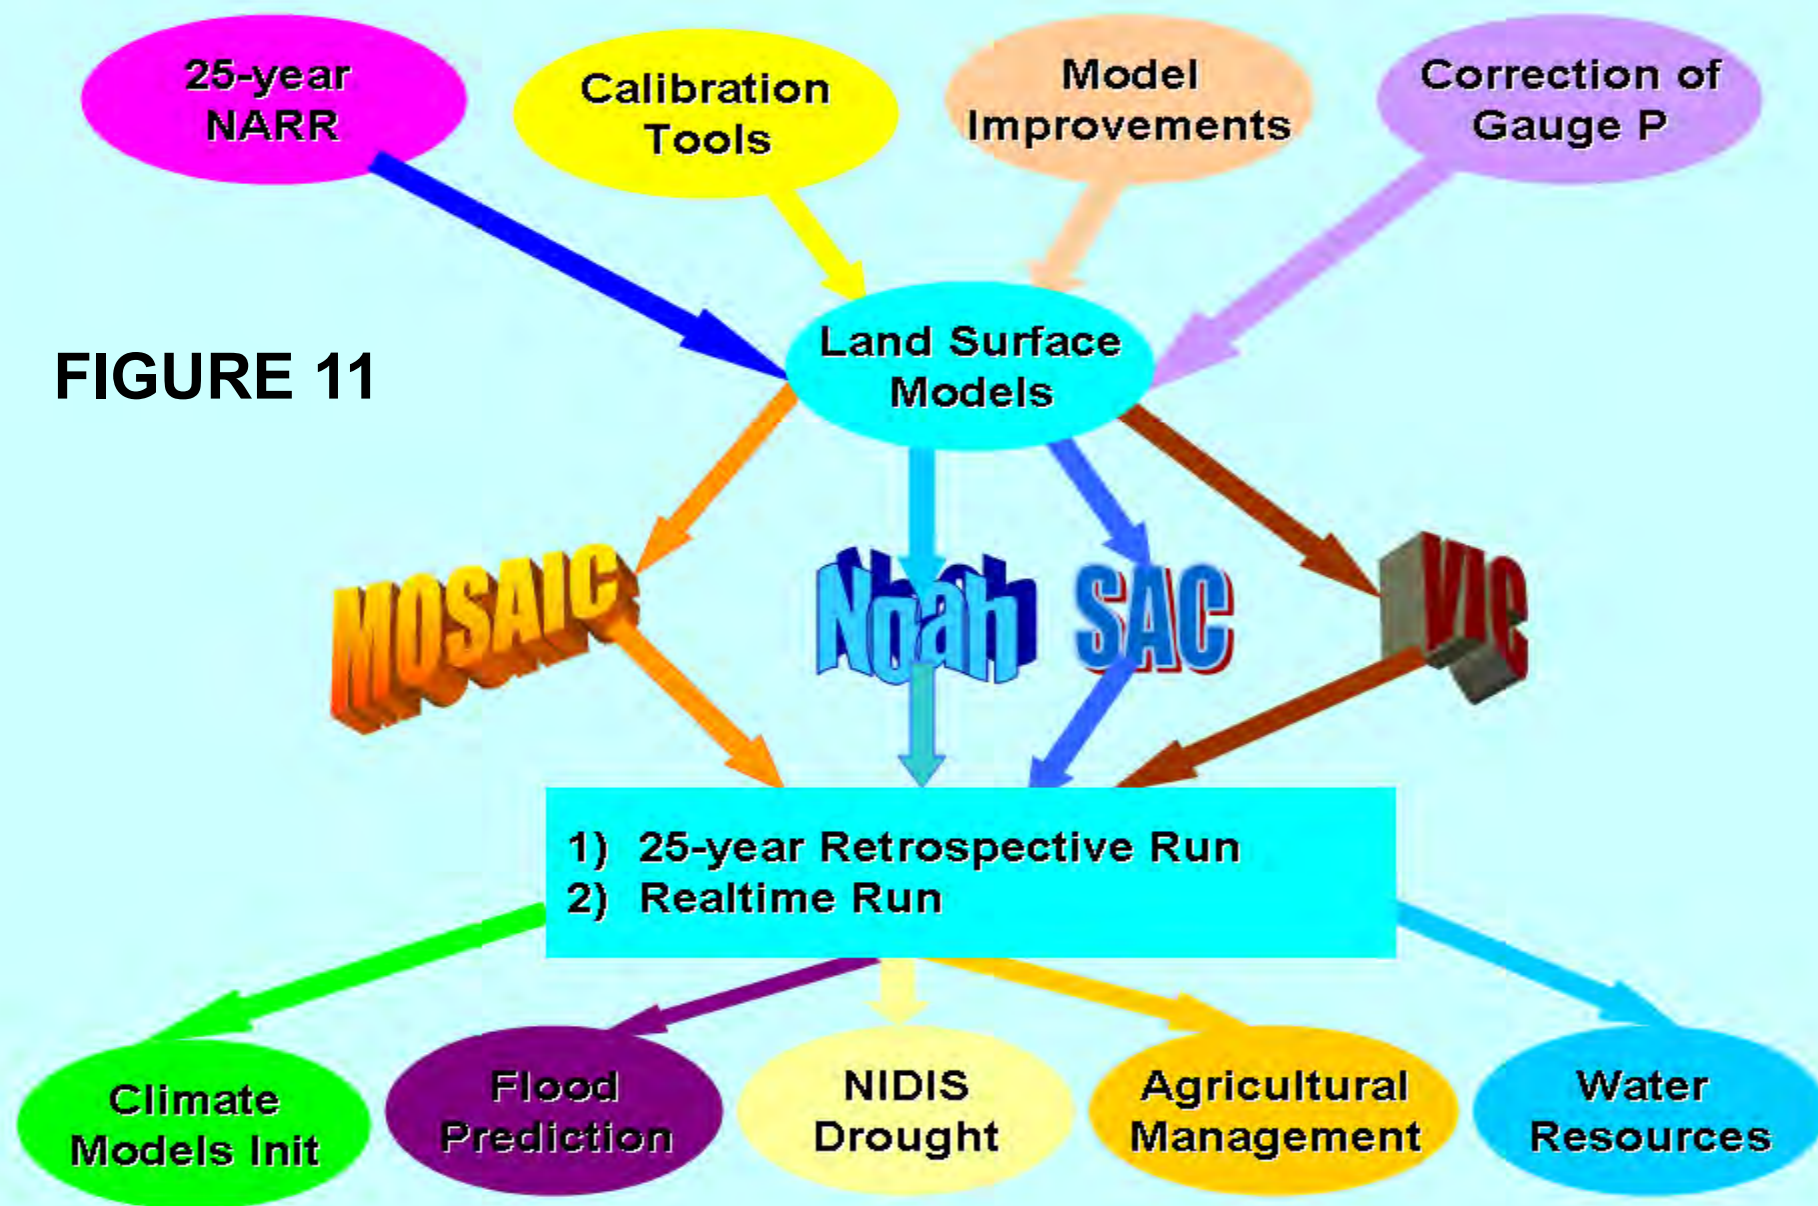 25-year
NARR
Calibration
Tools
Model
Improvements
Correction of
Gauge P
Land Surface
Models
FIGURE 11
MOSAIC
Noah
SAC
VIC
1) 25-year Retrospective Run
2) Realtime Run
Climate
Models Init
Flood
Prediction
NIDIS
Drought
Agricultural
Management
Water
Resources